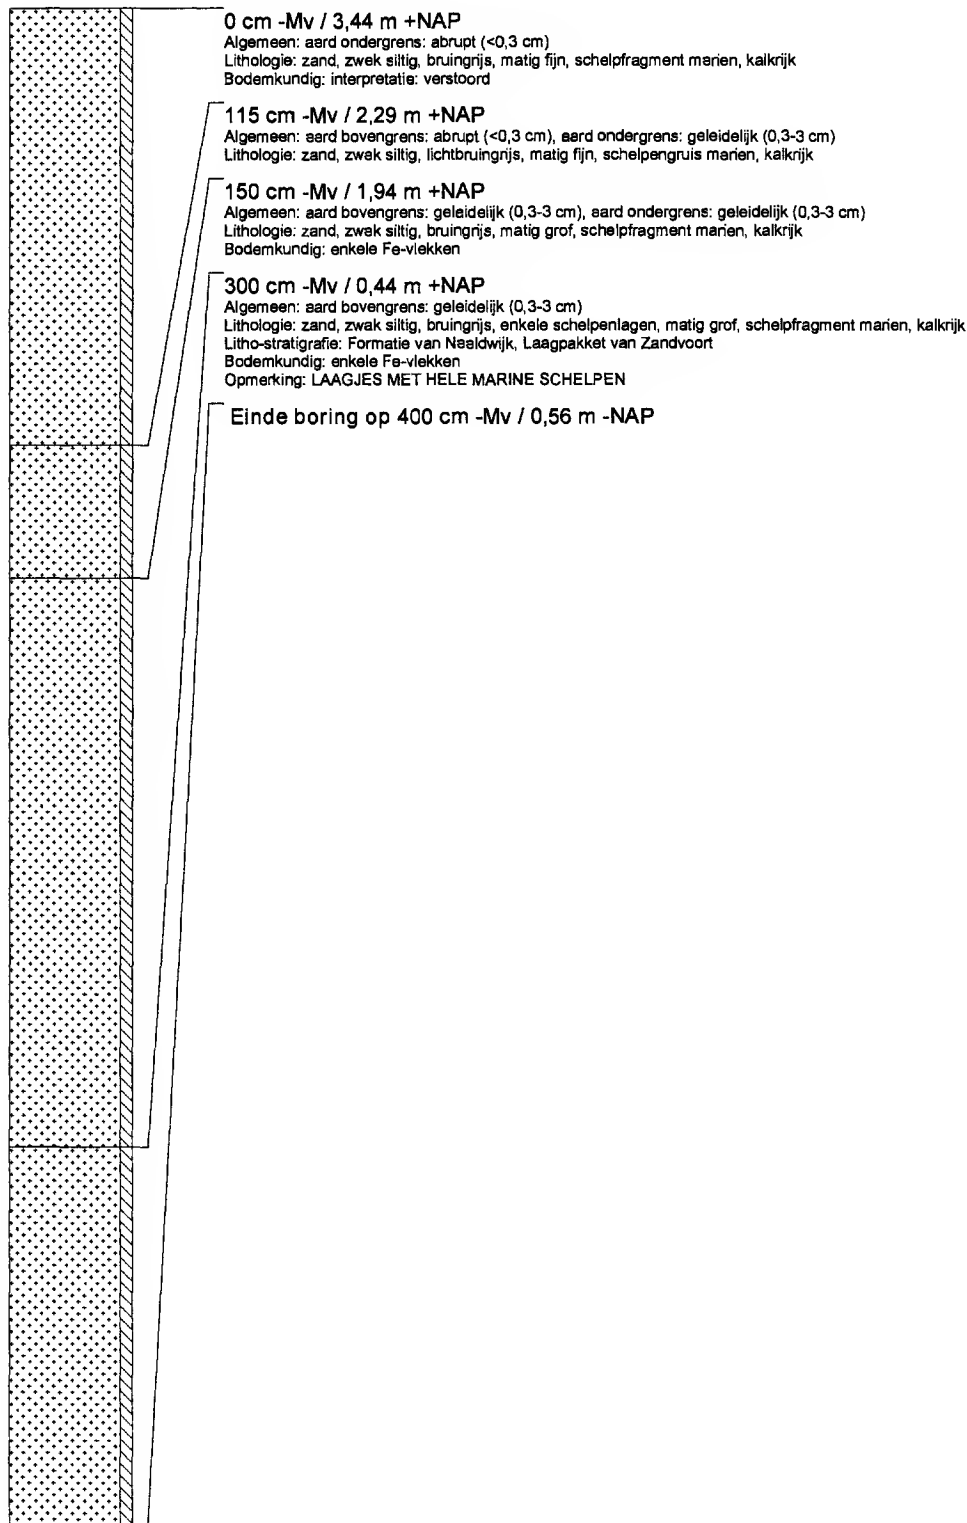 0 cm -Mv / 3,44 m +NAP
Algemeen: aard ondergrens: abrupt (<0,3 cm)
Lithologie: zand, zwek siltig, bruingrijs, matig fijn, schelpfragment marien, kalkrijk
Bodemkundig: interpretatie: verstoord
115 cm -Mv / 2,29 m +NAP
Algemeen: aard bovengrens: abrupt (<0,3 cm), aard ondergrens: geleidelijk (0,3-3 cm)
Lithologie: zand, zwak siltig, lichtbruingrijs, matig fijn, schelpengruis marien, kalkrijk
150 cm -Mv / 1,94 m +NAP
Algemeen: aard bovengrens: geleidelijk (0,3-3 cm), aard ondergrens: geleidelijk (0,3-3 cm)
Lithologie: zand, zwak siltig, bruingrijs, matig grof, schelpfragment marien, kalkrijk
Bodemkundig: enkele Fe-vlekken
300 cm -Mv / 0,44 m +NAP
Algemeen: aard bovengrens: geleidelijk (0,3-3 cm)
Lithologie: zand, zwak siltig, bruingrijs, enkele schelpenlagen, matig grof, schelpfragment marien, kalkrijk
Litho-stratigrafie: Formatie van Naaldwijk, Laagpakket van Zandvoort
Bodemkundig: enkele Fe-vlekken
Opmerking: LAAGJES MET HELE MARINE SCHELPEN
Einde boring op 400 cm -Mv / 0,56 m -NAP